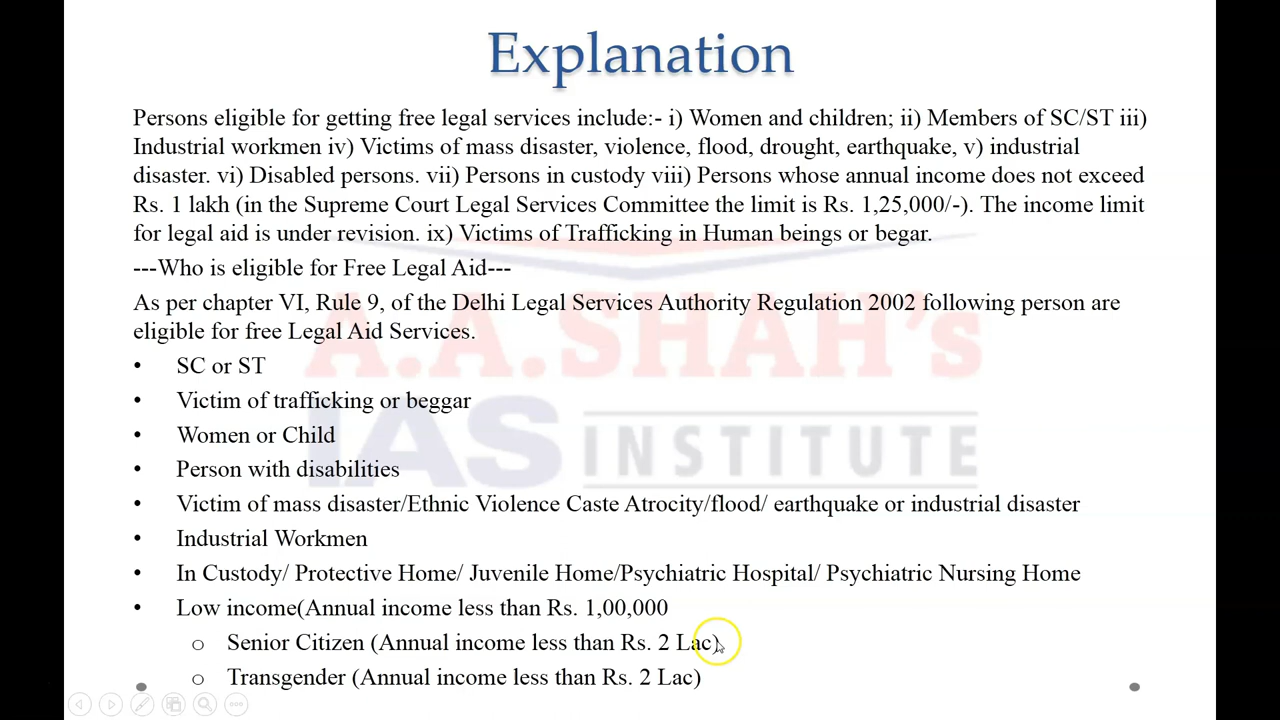 Explanation
Persons eligible for getting free legal services include:- i) Women and children; ii) Members of SC/ST iii)
Industrial workmen iv) Victims of mass disaster, violence, flood, drought, earthquake, v) industrial
disaster. vi) Disabled persons. vii) Persons in custody viii) Persons whose annual income does not exceed
Rs. 1 lakh (in the Supreme Court Legal Services Committee the limit is Rs. 1,25,000/-). The income limit
for legal aid is under revision. ix) Victims of Trafficking in Human beings or begar.
---Who is eligible for Free Legal Aid---
As per chapter VI, Rule 9, of the Delhi Legal Services Authority Regulation 2002 following person are
eligible for free Legal Aid Services.
• SC or ST
• Victim of trafficking or beggar
• Women or Child
• Person with disabilities
• Victim of mass disaster/Ethnic Violence Caste Atrocity/flood/ earthquake or industrial disaster
• Industrial Workmen
• In Custody/ Protective Home/ Juvenile Home/Psychiatric Hospital/ Psychiatric Nursing Home
• Low income(Annual income less than Rs. 1,00,000
o Senior Citizen (Annual income less than Rs. 2 Lac)
o Transgender (Annual income less than Rs. 2 Lac)
A.A.SHAH's
IAS INSTITUTE